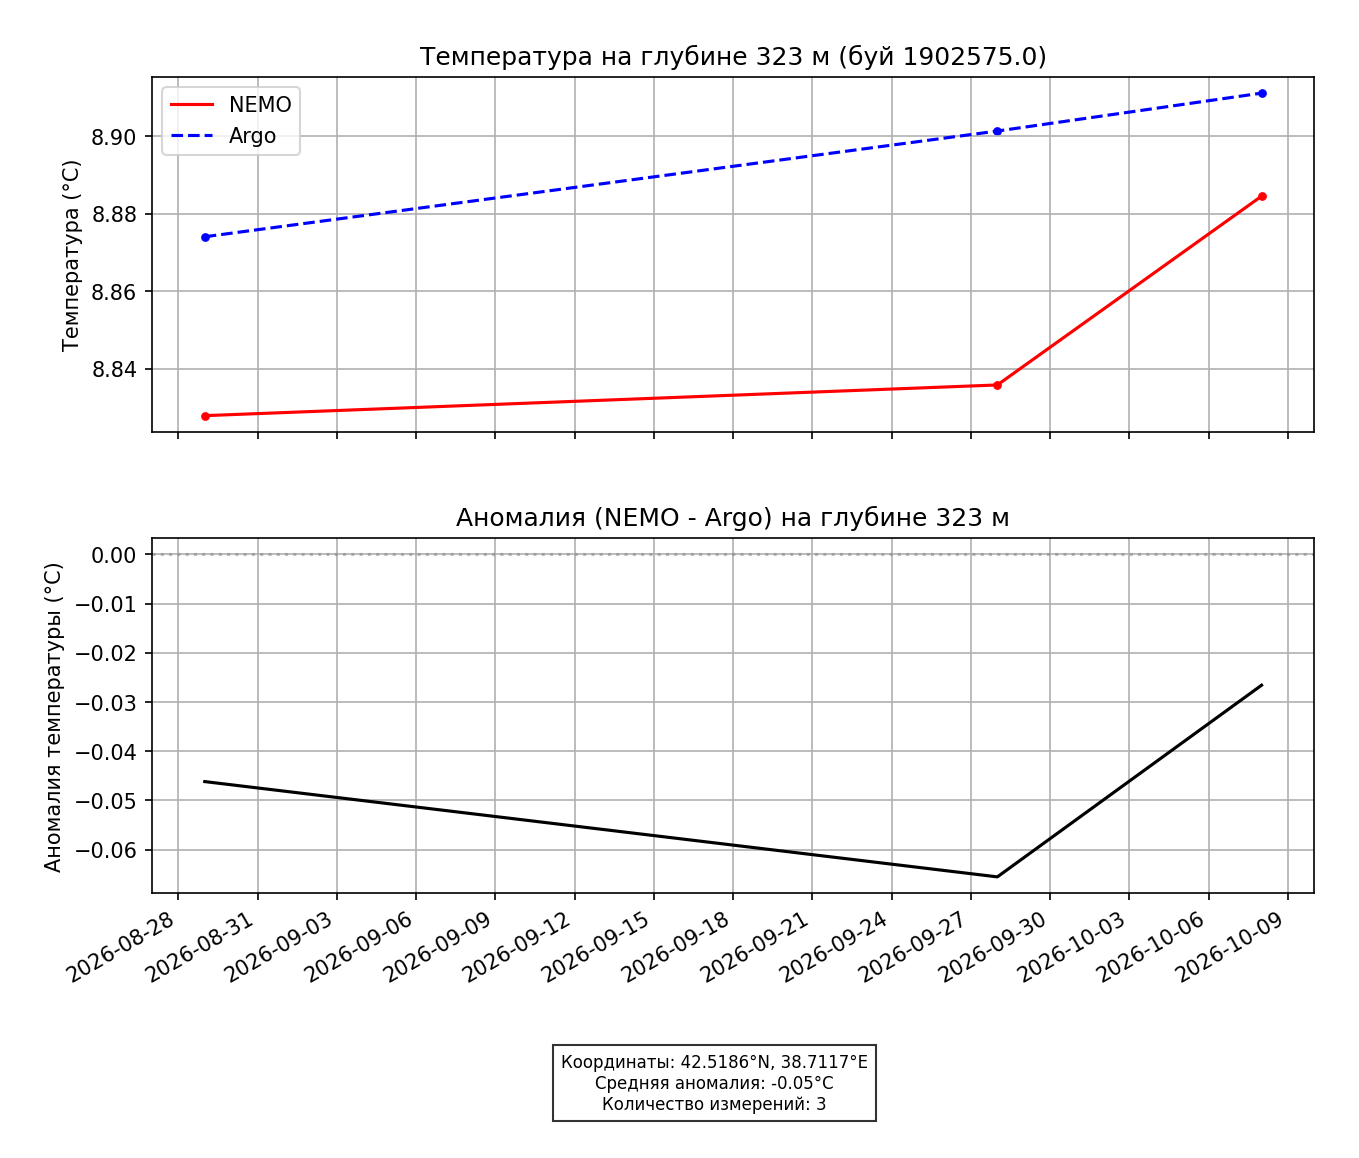 Температура на глубине 323 м (буй 1902575.0)
NEMO
Argo
Температура (°C)
8.90
8.88
8.86
8.84
Аномалия (NEMO - Argo) на глубине 323 м
Аномалия температуры (°C)
0.00
−0.01
−0.02
−0.03
−0.04
−0.05
−0.06
2026-08-28
2026-08-31
2026-09-03
2026-09-06
2026-09-09
2026-09-12
2026-09-15
2026-09-18
2026-09-21
2026-09-24
2026-09-27
2026-09-30
2026-10-03
2026-10-06
2026-10-09
Координаты: 42.5186°N, 38.7117°E
Средняя аномалия: -0.05°C
Количество измерений: 3